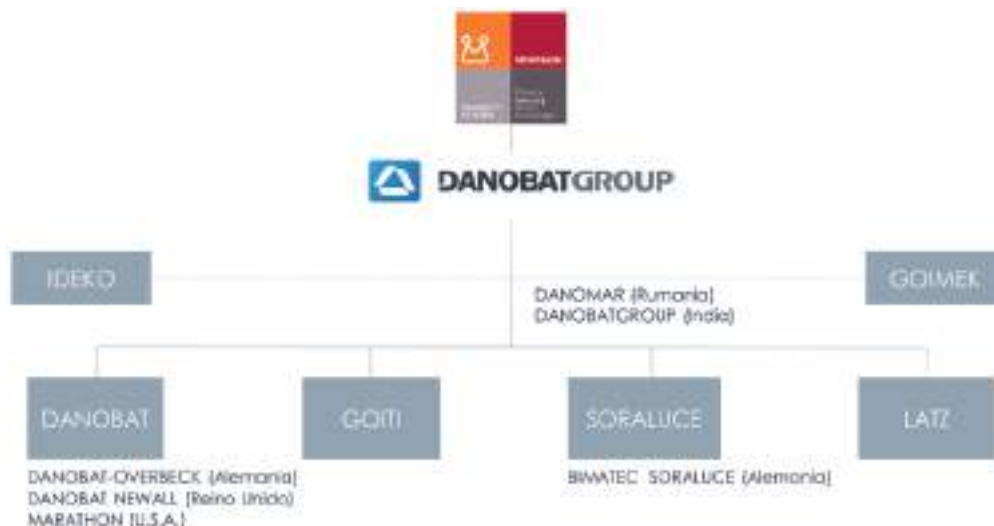 DANOBATGROUP
IDEKO
GOIMEK
DANOMAR (Rumania)
DANOBATGROUP (India)
DANOBAT
GOITI
SORALUCE
LATZ
DANOBAT-OVERBECK (Alemania)
DANOBAT NEWALL (Reino Unido)
MARATHON (U.S.A.)
BIMATEC SORALUCE (Alemania)